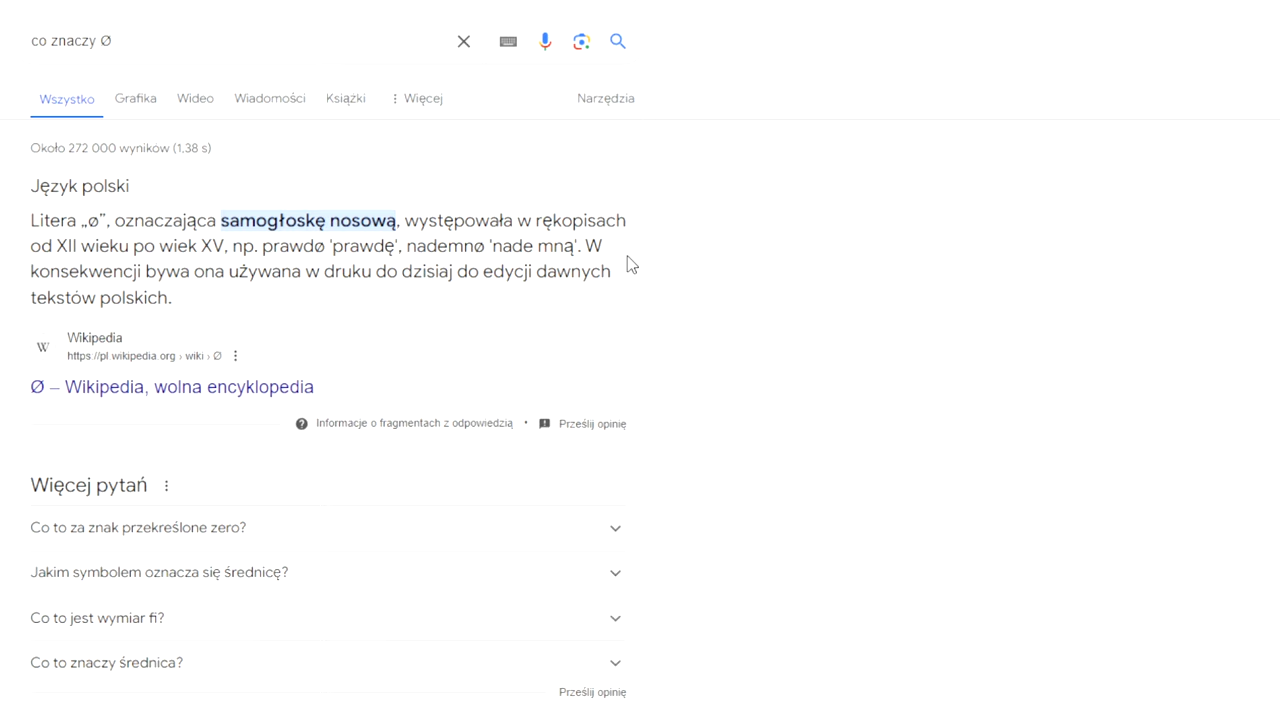 co znaczy Ø
Wszystko Grafika Wideo Wiadomości Książki Więcej Narzędzia
Około 272 000 wyników (1,38 s)
Język polski
Litera „ø”, oznaczająca samogłoskę nosową, występowała w rękopisach
od XII wieku po wiek XV, np. prawdø 'prawdę', nademnø 'nade mną'. W
konsekwencji bywa ona używana w druku do dzisiaj do edycji dawnych
tekstów polskich.
W
Wikipedia
https://pl.wikipedia.org › wiki › Ø
Ø – Wikipedia, wolna encyklopedia
Informacje o fragmentach z odpowiedzią • Prześlij opinię
Więcej pytań
Co to za znak przekreślone zero?
Jakim symbolem oznacza się średnicę?
Co to jest wymiar fi?
Co to znaczy średnica?
Prześlij opinię